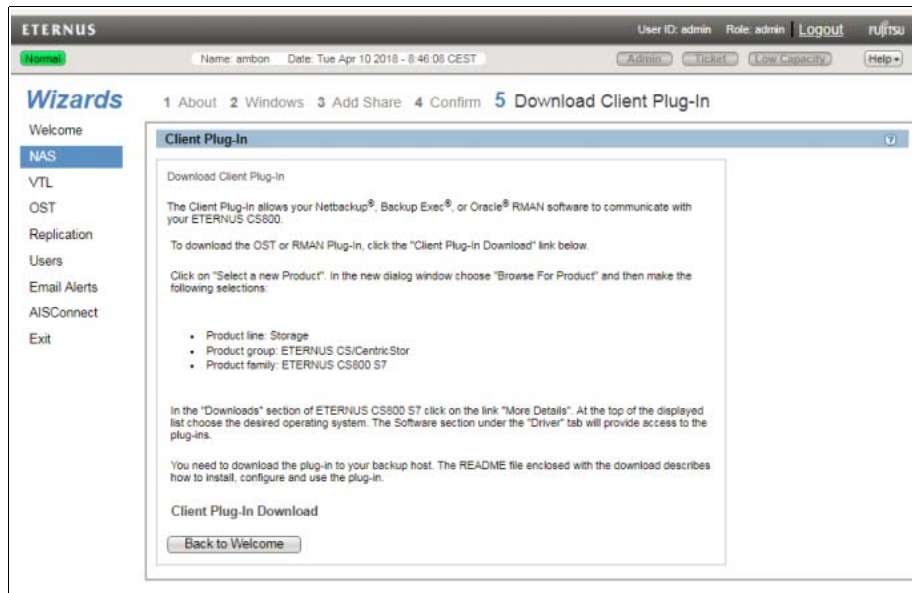 ETERNUS
User ID: admin Role: admin Logout FUJITSU
Normal Name: ambon Date: Tue Apr 10 2018 - 8:46:08 CEST Admin Ticket Low Capacity Help
Wizards
1 About 2 Windows 3 Add Share 4 Confirm 5 Download Client Plug-In
Welcome
NAS
VTL
OST
Replication
Users
Email Alerts
AISConnect
Exit
Client Plug-In ?
Download Client Plug-In
The Client Plug-In allows your Netbackup®, Backup Exec®, or Oracle® RMAN software to communicate with
your ETERNUS CS800.
To download the OST or RMAN Plug-In, click the "Client Plug-In Download" link below.
Click on "Select a new Product". In the new dialog window choose "Browse For Product" and then make the
following selections:
• Product line: Storage
• Product group: ETERNUS CS/CentricStor
• Product family: ETERNUS CS800 S7
In the "Downloads" section of ETERNUS CS800 S7 click on the link "More Details". At the top of the displayed
list choose the desired operating system. The Software section under the "Driver" tab will provide access to the
plug-ins.
You need to download the plug-in to your backup host. The README file enclosed with the download describes
how to install, configure and use the plug-in.
Client Plug-In Download
Back to Welcome